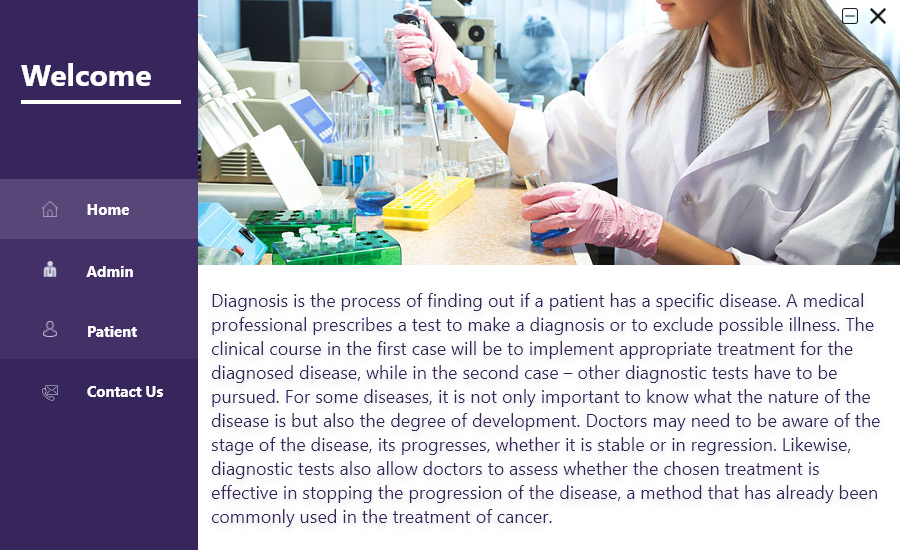 Welcome
Home
Admin
Patient
Contact Us
Diagnosis is the process of finding out if a patient has a specific disease. A medical
professional prescribes a test to make a diagnosis or to exclude possible illness. The
clinical course in the first case will be to implement appropriate treatment for the
diagnosed disease, while in the second case – other diagnostic tests have to be
pursued. For some diseases, it is not only important to know what the nature of the
disease is but also the degree of development. Doctors may need to be aware of the
stage of the disease, its progresses, whether it is stable or in regression. Likewise,
diagnostic tests also allow doctors to assess whether the chosen treatment is
effective in stopping the progression of the disease, a method that has already been
commonly used in the treatment of cancer.